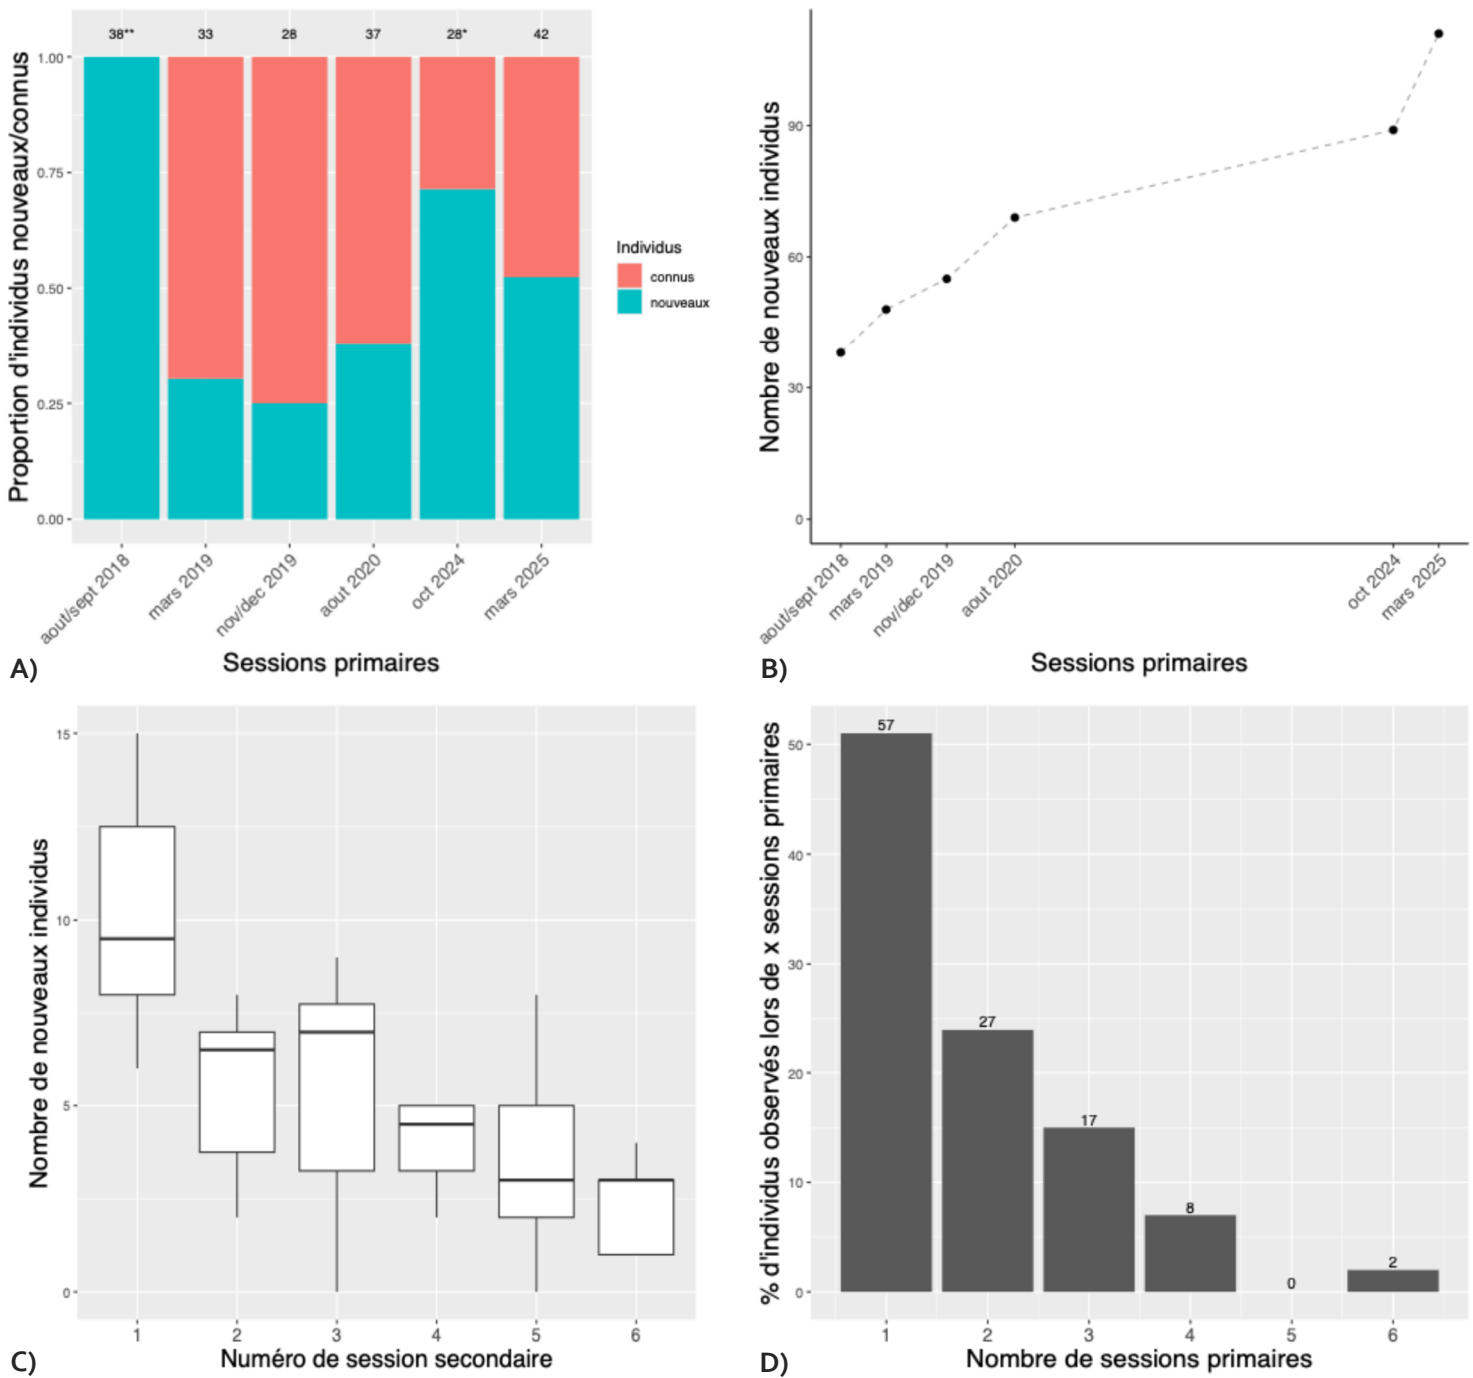 38** 33 28 37 28* 42
Proportion d'individus nouveaux/connus
1.00
0.75
0.50
0.25
0.00
aout/sept 2018
mars 2019
nov/dec 2019
aout 2020
oct 2024
mars 2025
Sessions primaires
Individus
connus
nouveaux
A)
Nombre de nouveaux individus
90
60
30
0
aout/sept 2018
mars 2019
nov/dec 2019
aout 2020
oct 2024
mars 2025
Sessions primaires
B)
Nombre de nouveaux individus
15
10
5
0
1 2 3 4 5 6
Numéro de session secondaire
C)
% d'individus observés lors de x sessions primaires
50
40
30
20
10
0
57
27
17
8
0
2
1 2 3 4 5 6
Nombre de sessions primaires
D)